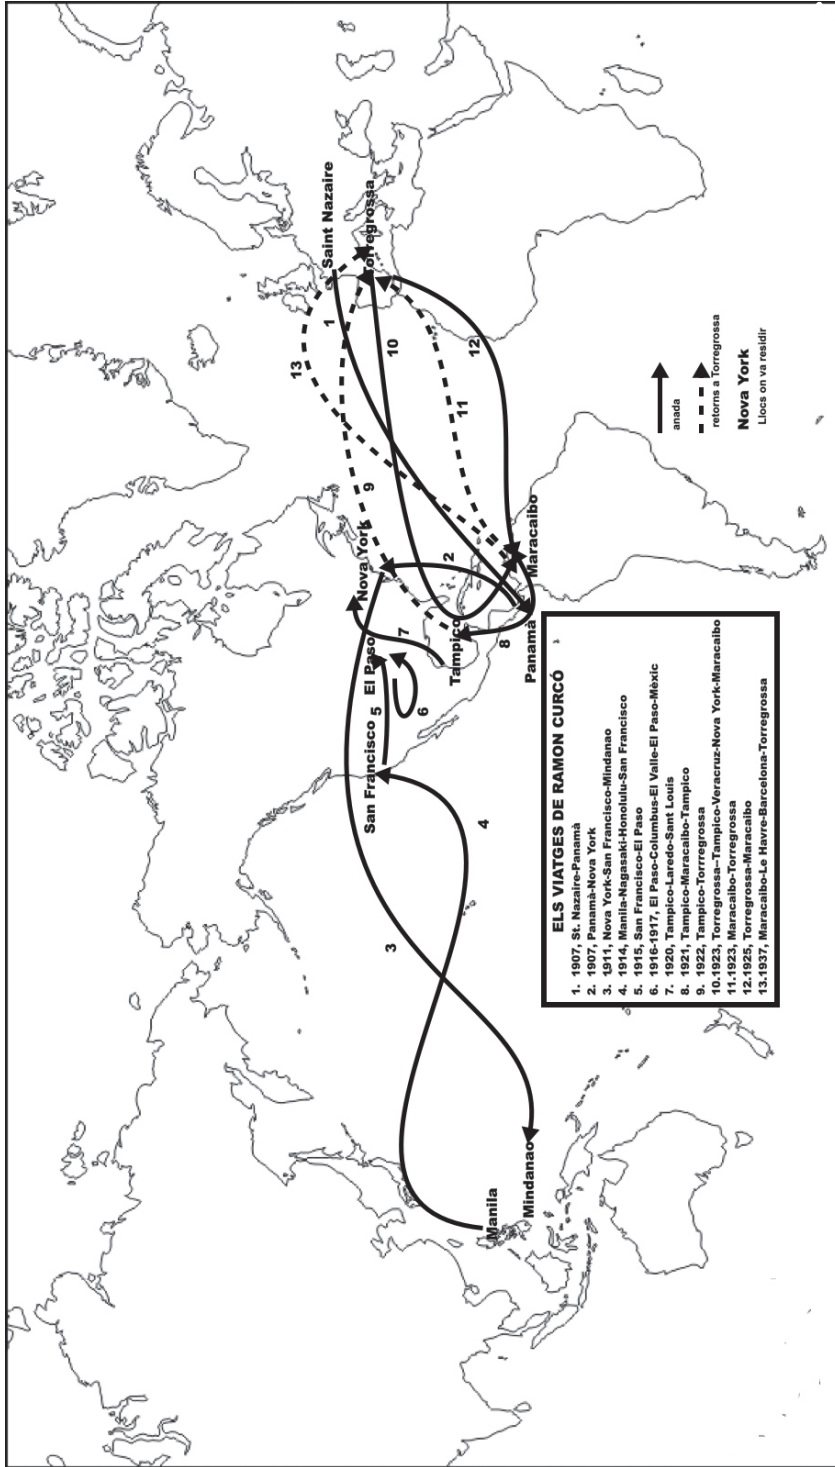 Saint Nazaire
Torregrossa
1
10
12
13
11
9
Nova York
2
Maracaibo
8
Panamà
Tampico
7
El Paso
5
6
San Francisco
4
3
Mindanao
Manila
anada
retorns a Torregrossa
Nova York
Llocs on va residir
ELS VIATGES DE RAMON CURCÓ
1. 1907, St. Nazaire-Panamà
2. 1907, Panamà-Nova York
3. 1911, Nova York-San Francisco-Mindanao
4. 1914, Manila-Nagasaki-Honolulu-San Francisco
5. 1915, San Francisco-El Paso
6. 1916-1917, El Paso-Columbus-El Valle-El Paso-Mèxic
7. 1920, Tampico-Laredo-Sant Louis
8. 1921, Tampico-Maracaibo-Tampico
9. 1922, Tampico-Torrregrossa
10.1923, Torregrossa--Tampico-Veracruz-Nova York-Maracaibo
11.1923, Maracaibo-Torregrossa
12.1925, Torregrossa-Maracaibo
13.1937, Maracaibo-Le Havre-Barcelona-Torregrossa